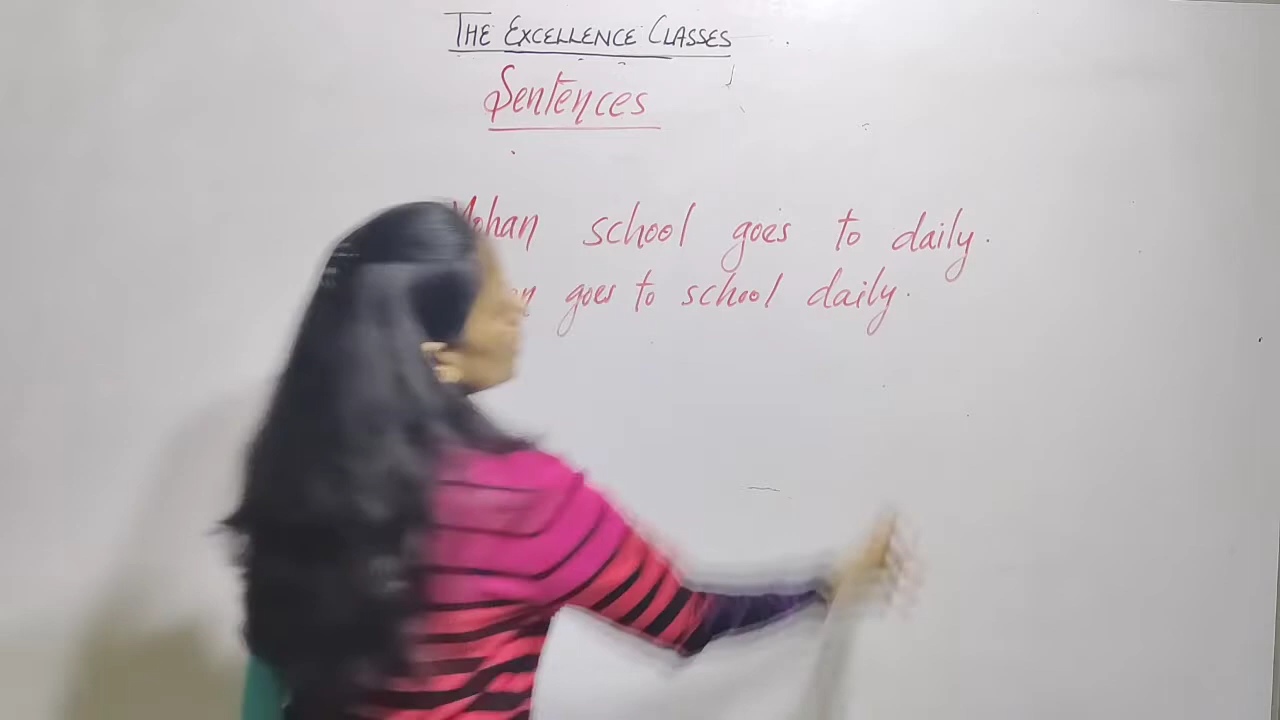 THE EXCELLENCE CLASSES
Sentences
Mohan school goes to daily.
goes to school daily.